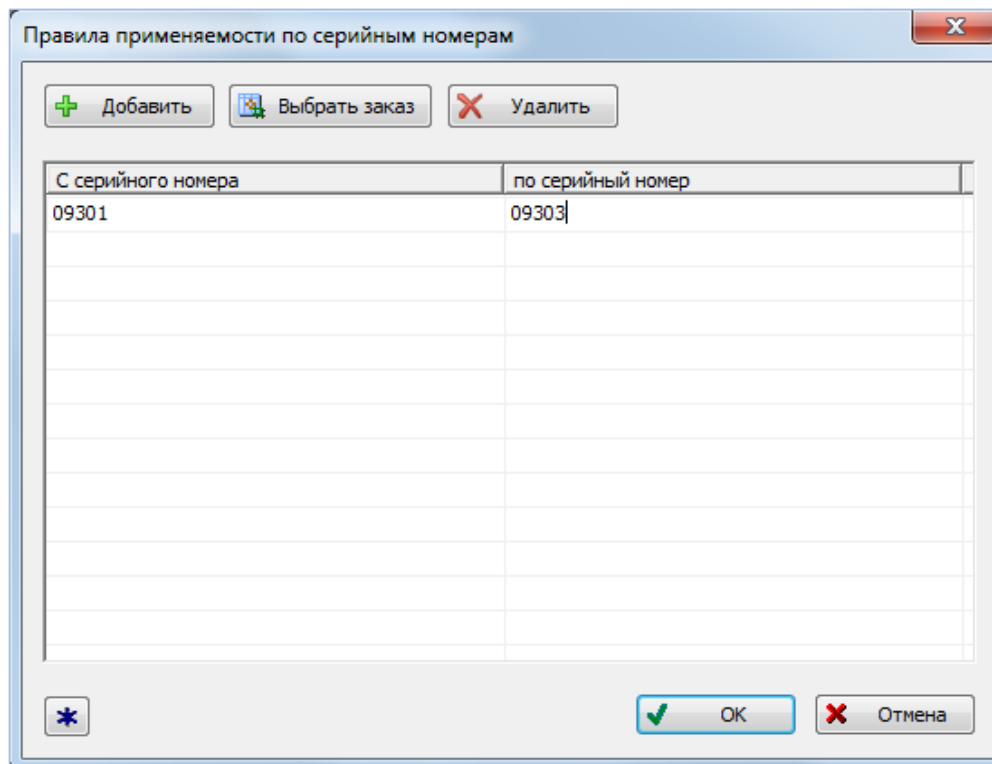 Правила применяемости по серийным номерам
Добавить Выбрать заказ Удалить
С серийного номера по серийный номер
09301 09303
OK Отмена